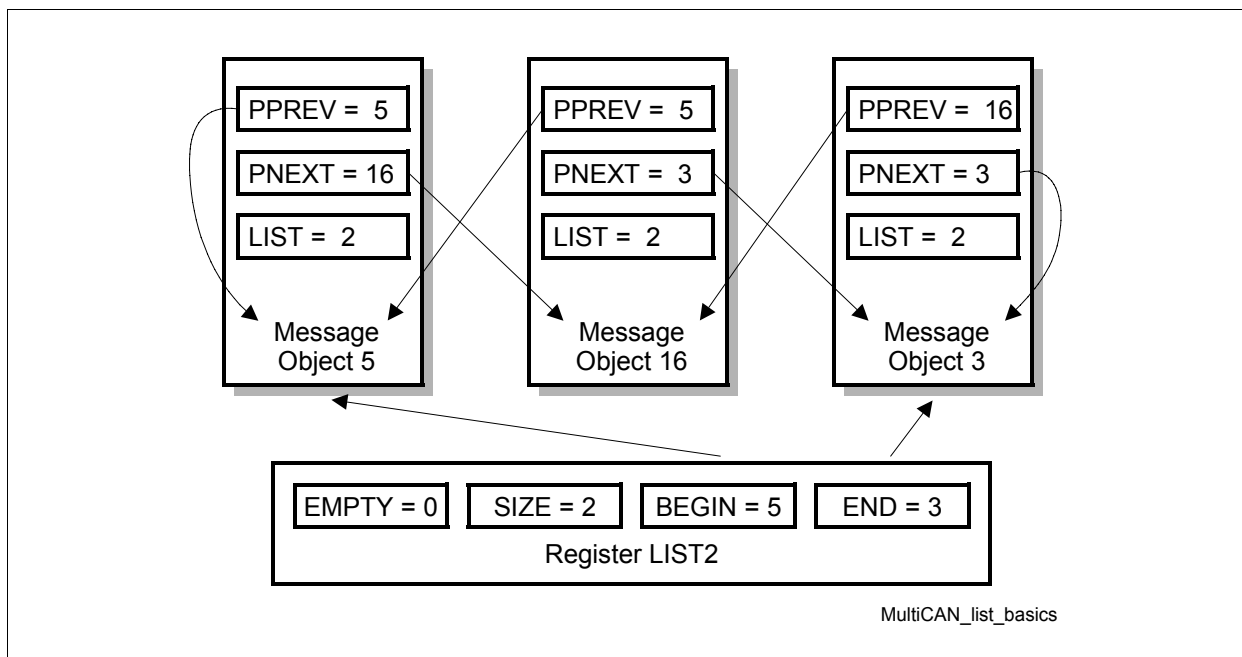 PPREV = 5
PNEXT = 16
LIST = 2
Message
Object 5
PPREV = 5
PNEXT = 3
LIST = 2
Message
Object 16
PPREV = 16
PNEXT = 3
LIST = 2
Message
Object 3
EMPTY = 0
SIZE = 2
BEGIN = 5
END = 3
Register LIST2
MultiCAN_list_basics